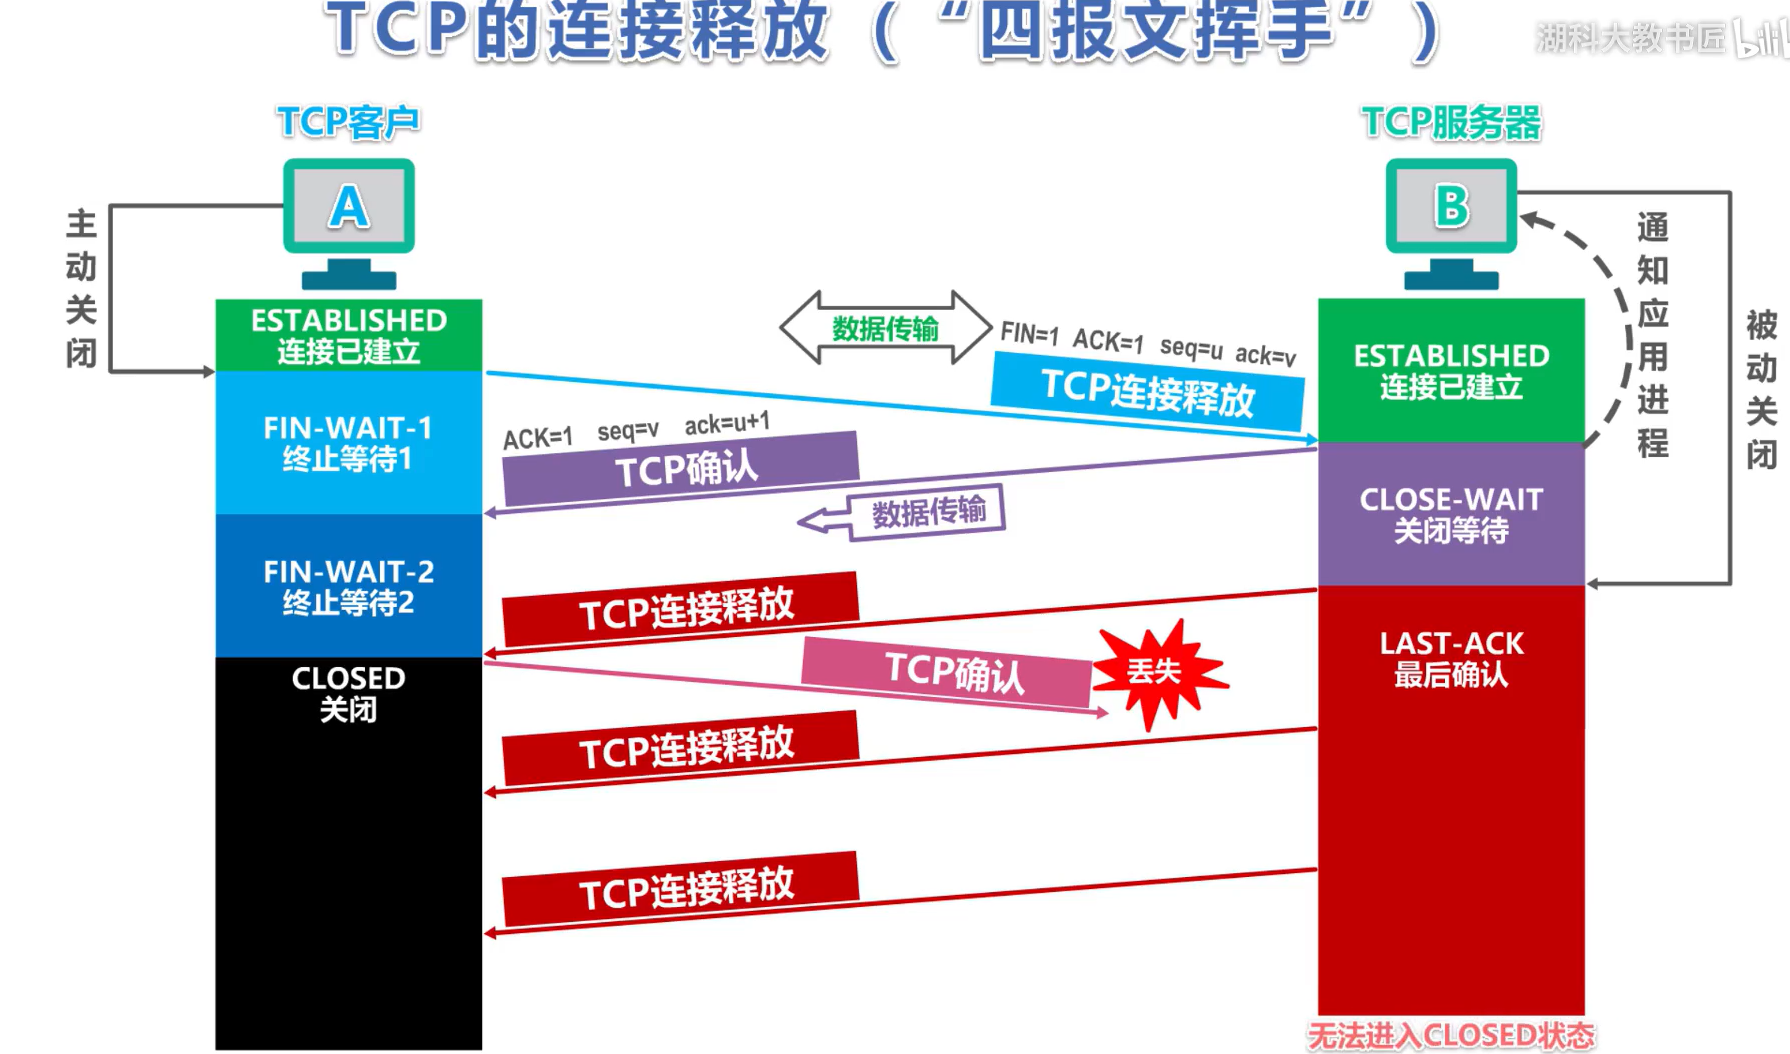 TCP的连接释放（“四报文挥手”）
湖科大教书匠 bilibili
TCP客户
TCP服务器
A
B
主动关闭
通知应用进程
被动关闭
ESTABLISHED
连接已建立
数据传输
FIN=1 ACK=1 seq=u ack=v
TCP连接释放
ESTABLISHED
连接已建立
FIN-WAIT-1
终止等待1
ACK=1 seq=v ack=u+1
TCP确认
数据传输
CLOSE-WAIT
关闭等待
FIN-WAIT-2
终止等待2
TCP连接释放
TCP确认
丢失
LAST-ACK
最后确认
CLOSED
关闭
TCP连接释放
TCP连接释放
无法进入CLOSED状态